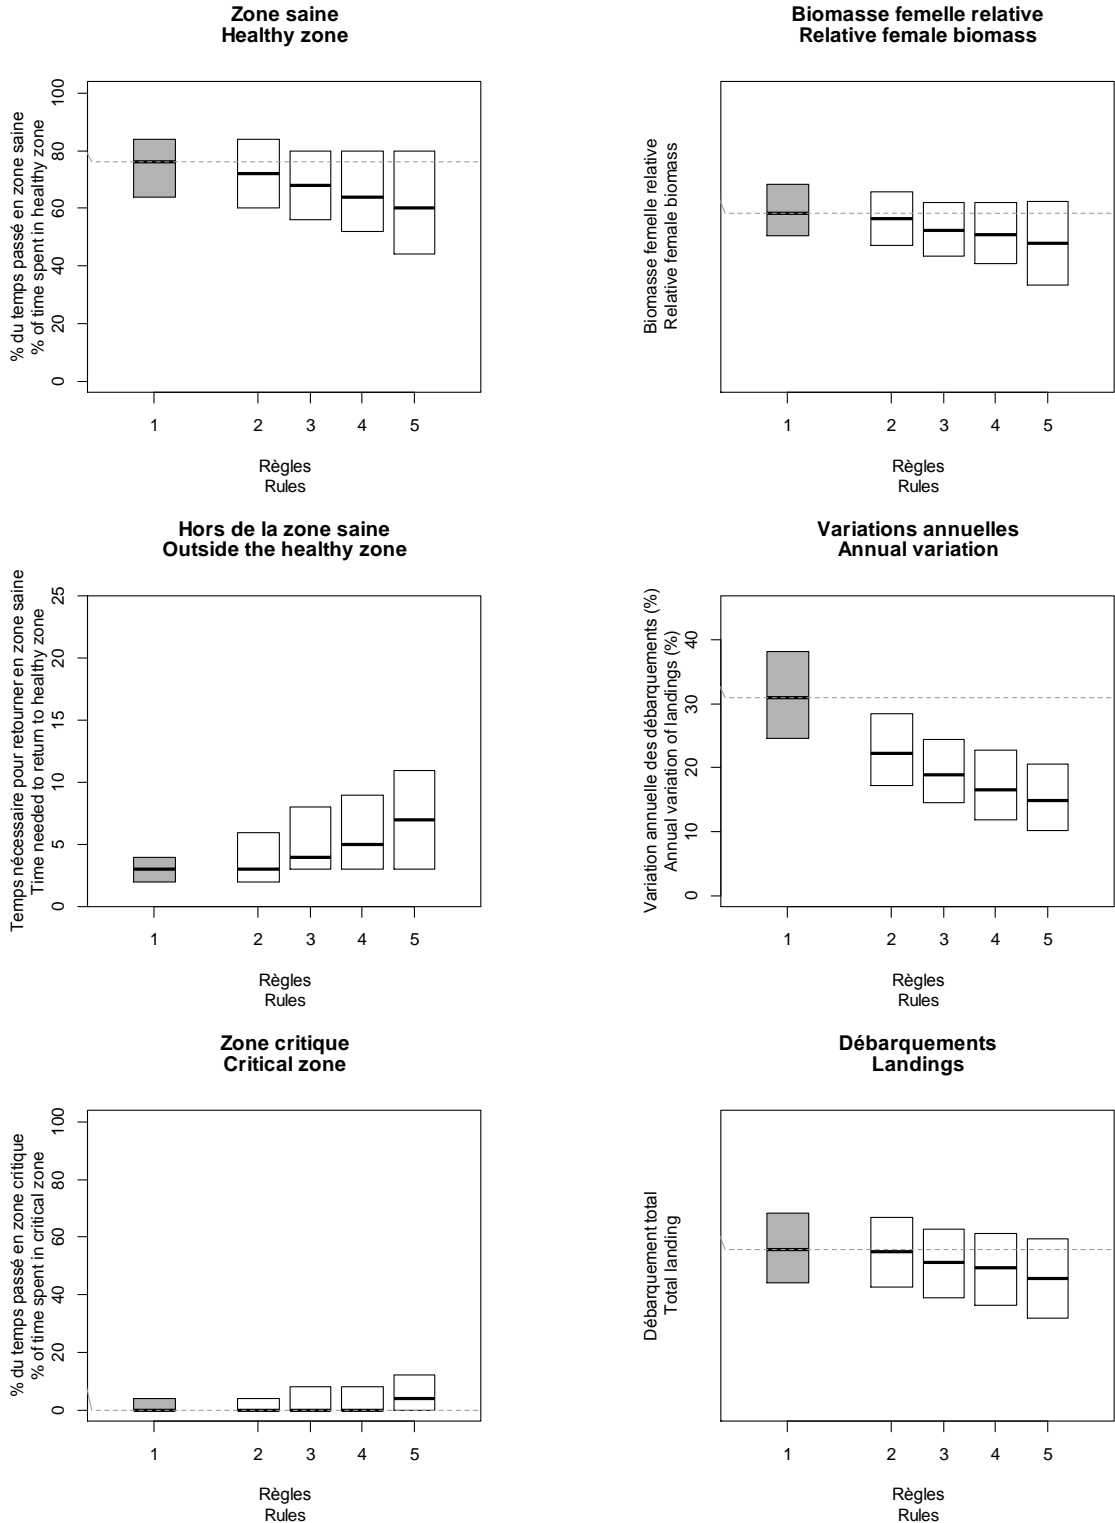 Zone saine
Healthy zone
% du temps passé en zone saine
% of time spent in healthy zone
100
80
60
40
20
0
1 2 3 4 5
Règles
Rules
Biomasse femelle relative
Relative female biomass
Biomasse femelle relative
Relative female biomass
1 2 3 4 5
Règles
Rules
Hors de la zone saine
Outside the healthy zone
Temps nécessaire pour retourner en zone saine
Time needed to return to healthy zone
25
20
15
10
5
0
1 2 3 4 5
Règles
Rules
Variations annuelles
Annual variation
Variation annuelle des débarquements (%)
Annual variation of landings (%)
40
30
20
10
0
1 2 3 4 5
Règles
Rules
Zone critique
Critical zone
% du temps passé en zone critique
% of time spent in critical zone
100
80
60
40
20
0
1 2 3 4 5
Règles
Rules
Débarquements
Landings
Débarquement total
Total landing
1 2 3 4 5
Règles
Rules